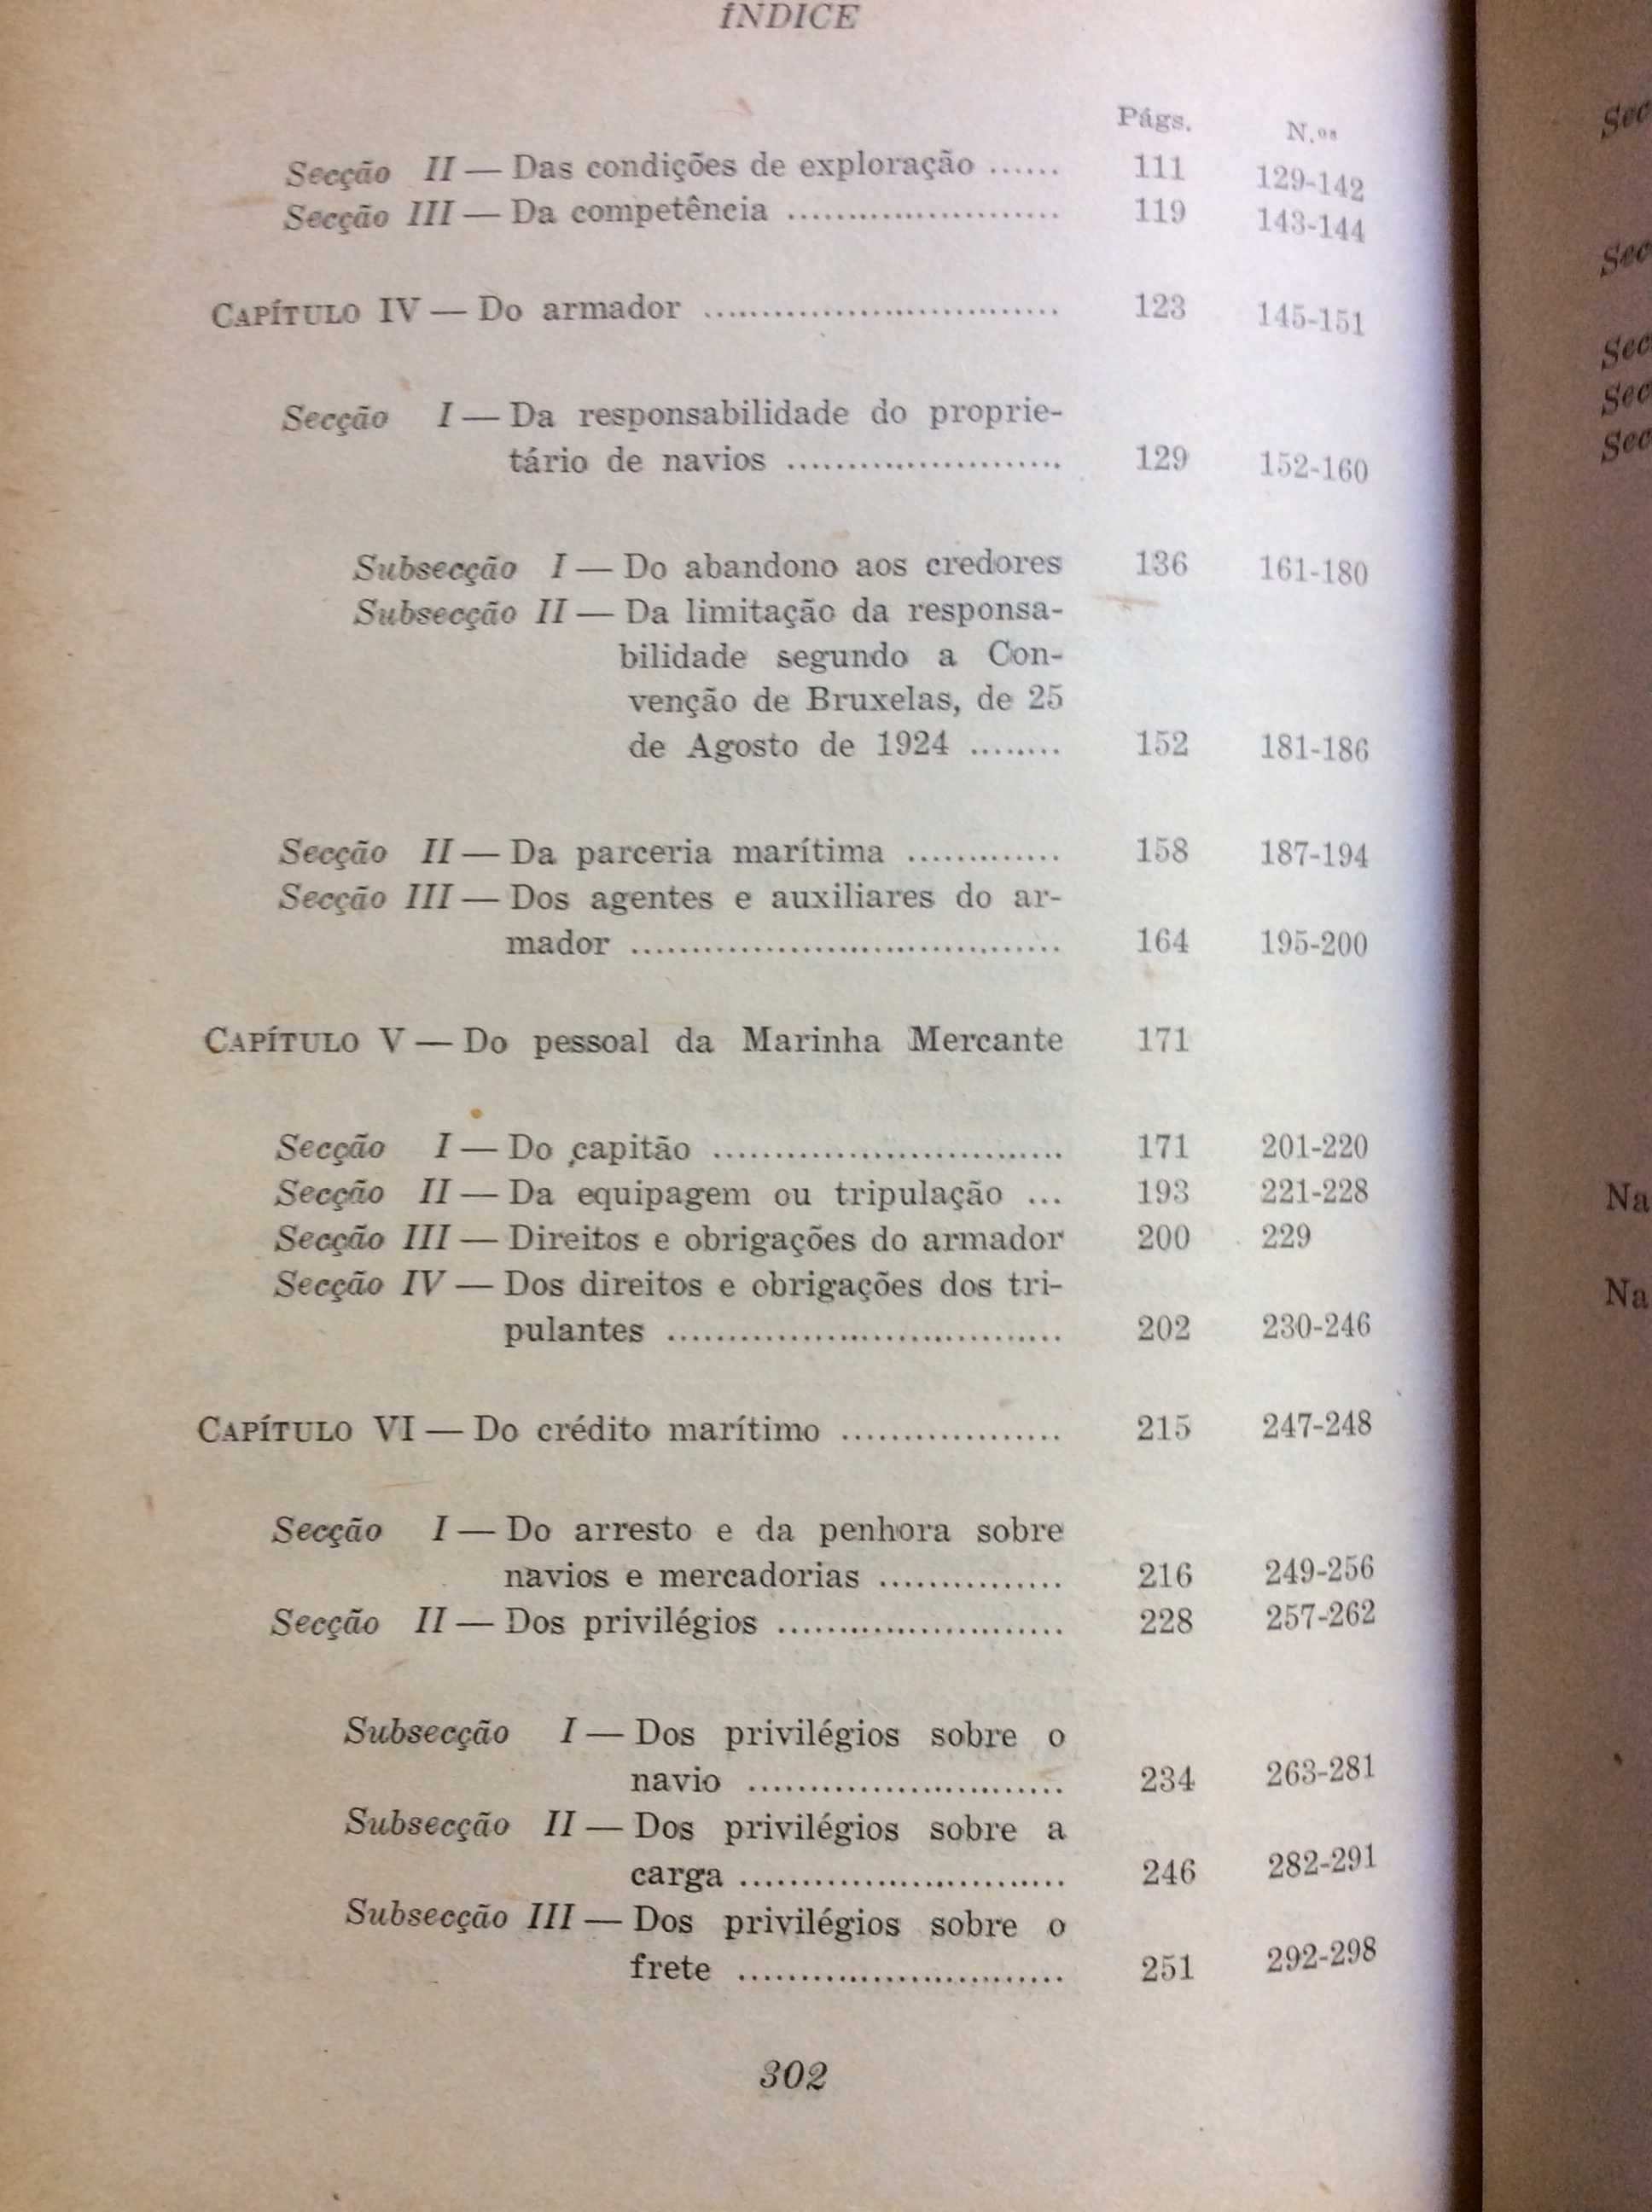 ÍNDICE
Págs. N.os
Secção II — Das condições de exploração ...... 111 129-142
Secção III — Da competência ........................ 119 143-144
CAPÍTULO IV — Do armador ............................... 123 145-151
Secção I — Da responsabilidade do proprie-
tário de navios ........................ 129 152-160
Subsecção I — Do abandono aos credores 136 161-180
Subsecção II — Da limitação da responsa-
bilidade segundo a Con-
venção de Bruxelas, de 25
de Agosto de 1924 ........ 152 181-186
Secção II — Da parceria marítima ............. 158 187-194
Secção III — Dos agentes e auxiliares do ar-
mador ..................................... 164 195-200
CAPÍTULO V — Do pessoal da Marinha Mercante 171
Secção I — Do capitão ............................. 171 201-220
Secção II — Da equipagem ou tripulação ... 193 221-228
Secção III — Direitos e obrigações do armador 200 229
Secção IV — Dos direitos e obrigações dos tri-
pulantes .................................. 202 230-246
CAPÍTULO VI — Do crédito marítimo .................. 215 247-248
Secção I — Do arresto e da penhora sobre
navios e mercadorias ............... 216 249-256
Secção II — Dos privilégios ........................ 228 257-262
Subsecção I — Dos privilégios sobre o
navio ........................... 234 263-281
Subsecção II — Dos privilégios sobre a
carga ............................ 246 282-291
Subsecção III — Dos privilégios sobre o
frete ............................ 251 292-298
302
Sec
Sec
Sec
Sec
Sec
Na
Na